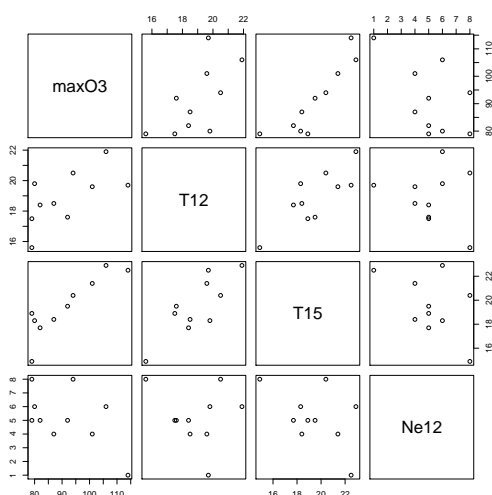 16 18 20 22 1 2 3 4 5 6 7 8
maxO3
80 90 100 110
16 18 20 22
T12
T15
16 18 20 22
1 2 3 4 5 6 7 8
Ne12
80 90 100 110 16 18 20 22